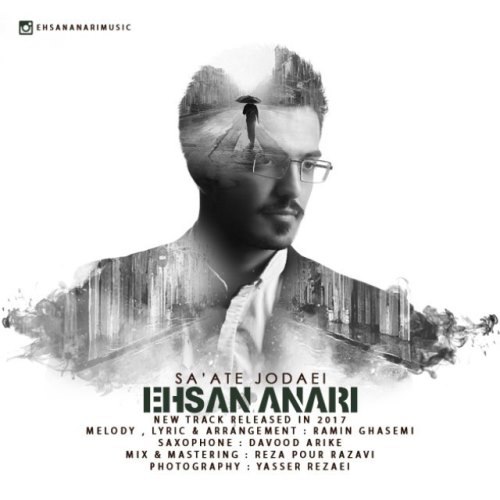 EHSANANARIMUSIC
SA'ATE JODAEI
EHSAN ANARI
NEW TRACK RELEASED IN 2017
MELODY , LYRIC & ARRANGEMENT : RAMIN GHASEMI
SAXOPHONE : DAVOOD ARIKE
MIX & MASTERING : REZA POUR RAZAVI
PHOTOGRAPHY : YASSER REZAEI